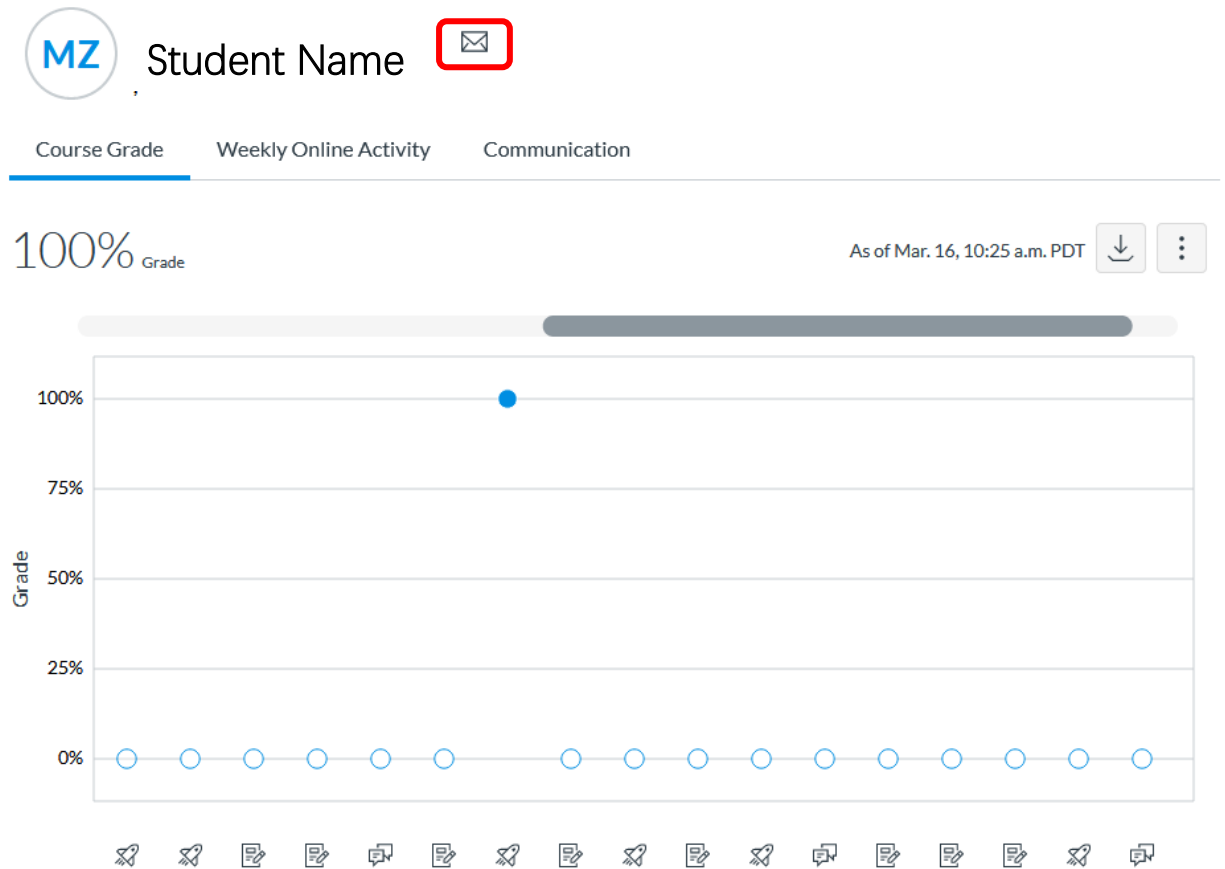 MZ
Student Name
,
Course Grade Weekly Online Activity Communication
100% Grade
As of Mar. 16, 10:25 a.m. PDT
100%
75%
50%
25%
0%
Grade